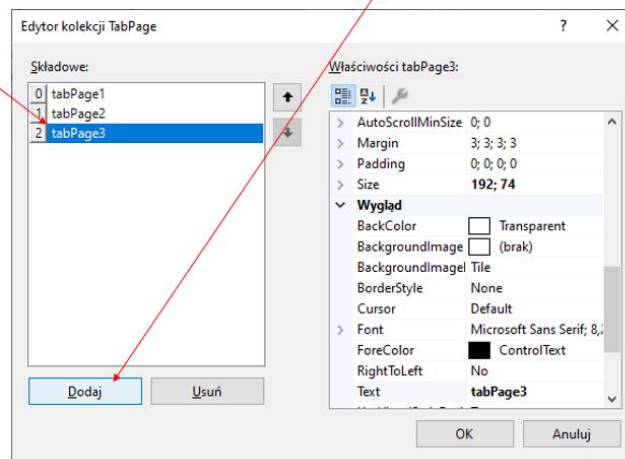 Edytor kolekcji TabPage
?
Składowe:
0 tabPage1
1 tabPage2
2 tabPage3
Dodaj
Usuń
Właściwości tabPage3:
AutoScrollMinSize 0; 0
Margin 3; 3; 3; 3
Padding 0; 0; 0; 0
Size 192; 74
Wygląd
BackColor Transparent
BackgroundImage (brak)
BackgroundImagel Tile
BorderStyle None
Cursor Default
Font Microsoft Sans Serif; 8,2
ForeColor ControlText
RightToLeft No
Text tabPage3
OK
Anuluj